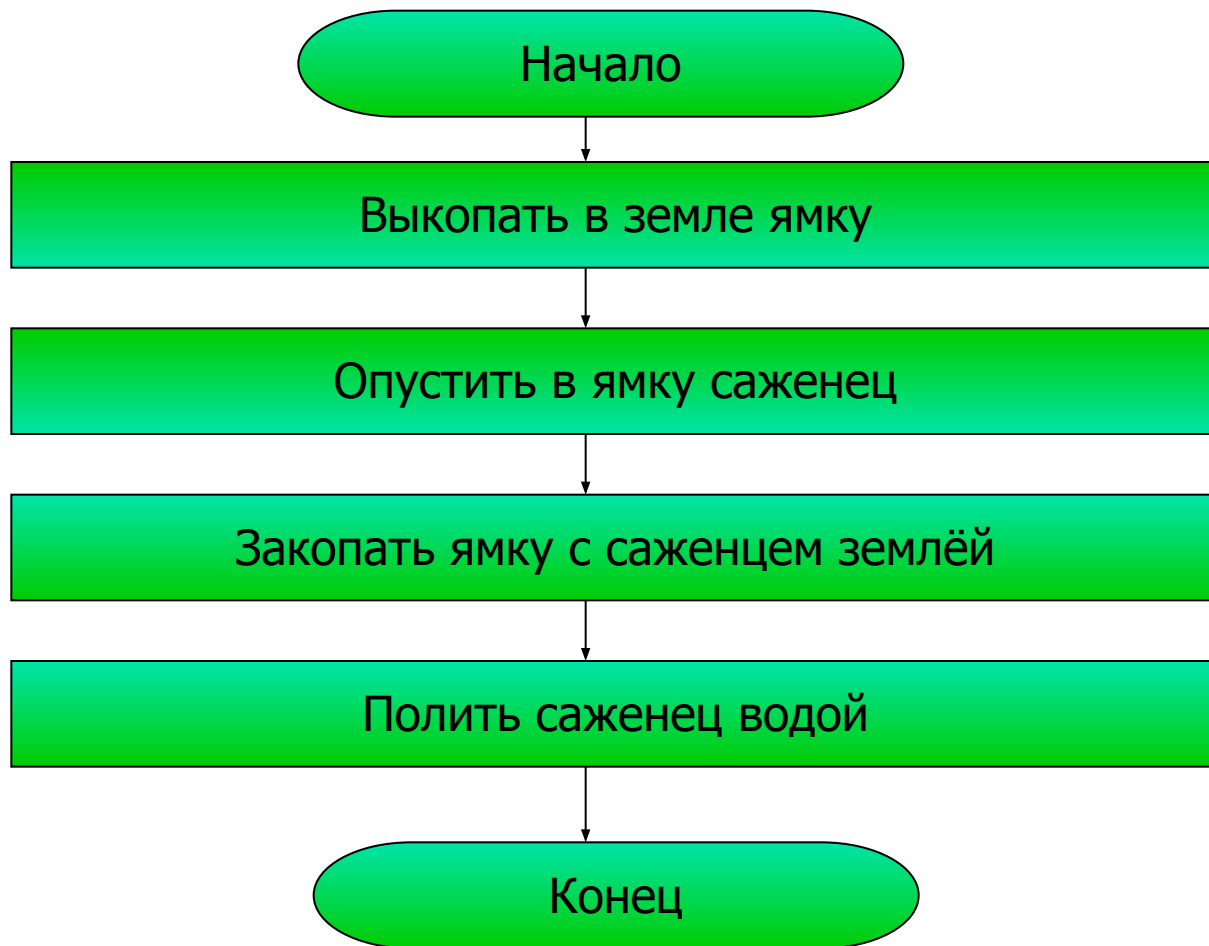 Начало
Выкопать в земле ямку
Опустить в ямку саженец
Закопать ямку с саженцем землёй
Полить саженец водой
Конец